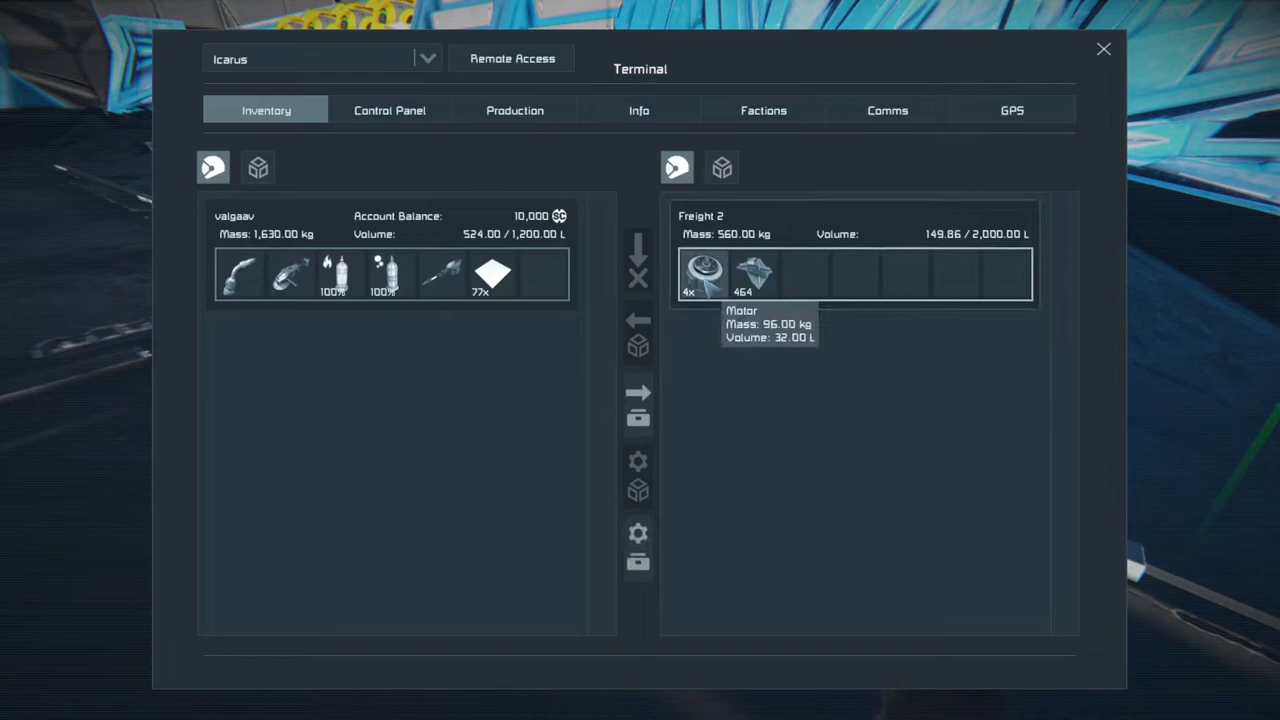 Icarus
Remote Access
Terminal
Inventory
Control Panel
Production
Info
Factions
Comms
GPS
valgaav
Account Balance:
10,000 SC
Mass: 1,630.00 kg
Volume:
524.00 / 1,200.00 L
100%
100%
77x
Freight 2
Mass: 560.00 kg
Volume:
149.86 / 2,000.00 L
4x
464
Motor
Mass: 96.00 kg
Volume: 32.00 L